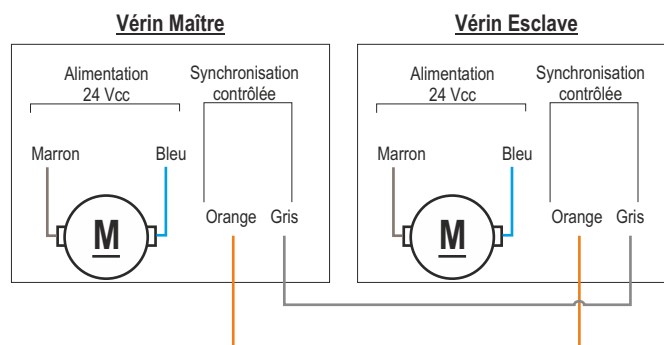 Vérin Maître
Alimentation
24 Vcc
Synchronisation
contrôlée
Marron
Bleu
M
Orange
Gris
Vérin Esclave
Alimentation
24 Vcc
Synchronisation
contrôlée
Marron
Bleu
M
Orange
Gris